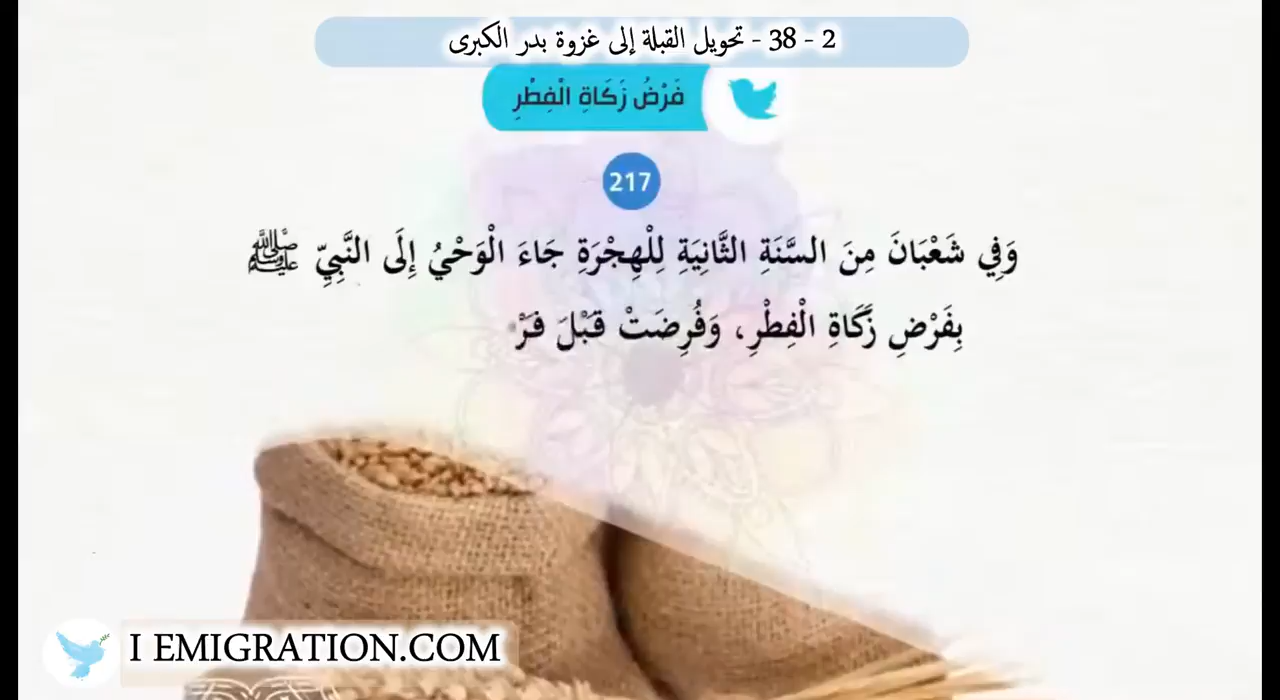 2 - 38 - تحويل القبلة إلى غزوة بدر الكبرى
فَرْضُ زَكَاةِ الْفِطْرِ
217
وَفِي شَعْبَانَ مِنَ السَّنَةِ الثَّانِيَةِ لِلْهِجْرَةِ جَاءَ الْوَحْيُ إِلَى النَّبِيِّ ﷺ
بِفَرْضِ زَكَاةِ الْفِطْرِ، وَفُرِضَتْ قَبْلَ فَرْ
I EMIGRATION.COM